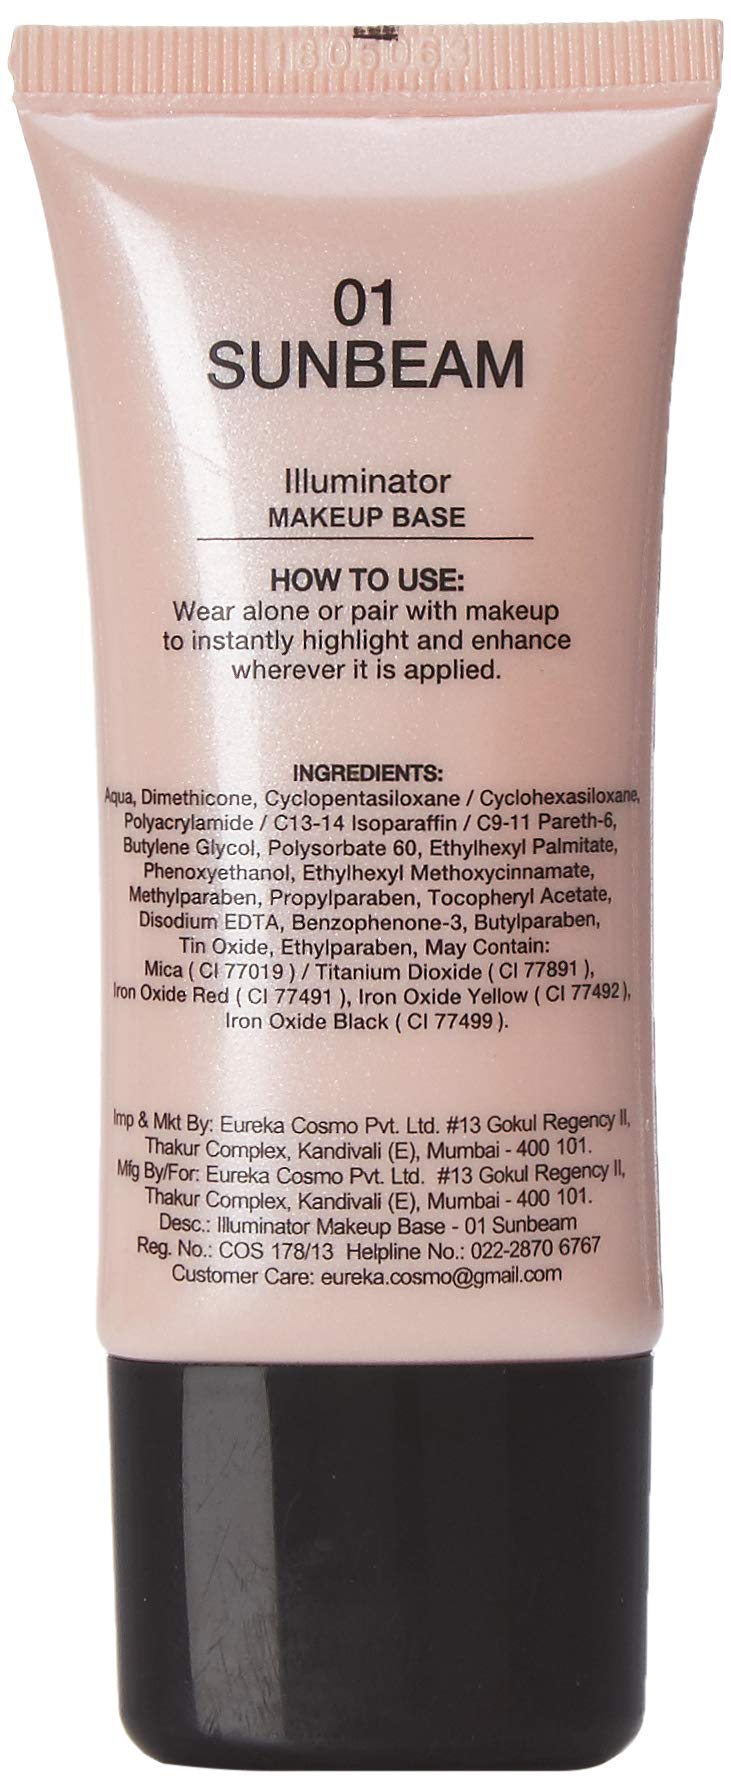 1805063
01
SUNBEAM
Illuminator
MAKEUP BASE
HOW TO USE:
Wear alone or pair with makeup
to instantly highlight and enhance
wherever it is applied.
INGREDIENTS:
Aqua, Dimethicone, Cyclopentasiloxane / Cyclohexasiloxane,
Polyacrylamide / C13-14 Isoparaffin / C9-11 Pareth-6,
Butylene Glycol, Polysorbate 60, Ethylhexyl Palmitate,
Phenoxyethanol, Ethylhexyl Methoxycinnamate,
Methylparaben, Propylparaben, Tocopheryl Acetate,
Disodium EDTA, Benzophenone-3, Butylparaben,
Tin Oxide, Ethylparaben, May Contain:
Mica ( CI 77019 ) / Titanium Dioxide ( CI 77891 ),
Iron Oxide Red ( CI 77491 ), Iron Oxide Yellow ( CI 77492 ),
Iron Oxide Black ( CI 77499 ).
Imp & Mkt By: Eureka Cosmo Pvt. Ltd. #13 Gokul Regency II,
Thakur Complex, Kandivali (E), Mumbai - 400 101.
Mfg By/For: Eureka Cosmo Pvt. Ltd. #13 Gokul Regency II,
Thakur Complex, Kandivali (E), Mumbai - 400 101.
Desc.: Illuminator Makeup Base - 01 Sunbeam
Reg. No.: COS 178/13 Helpline No.: 022-2870 6767
Customer Care: eureka.cosmo@gmail.com